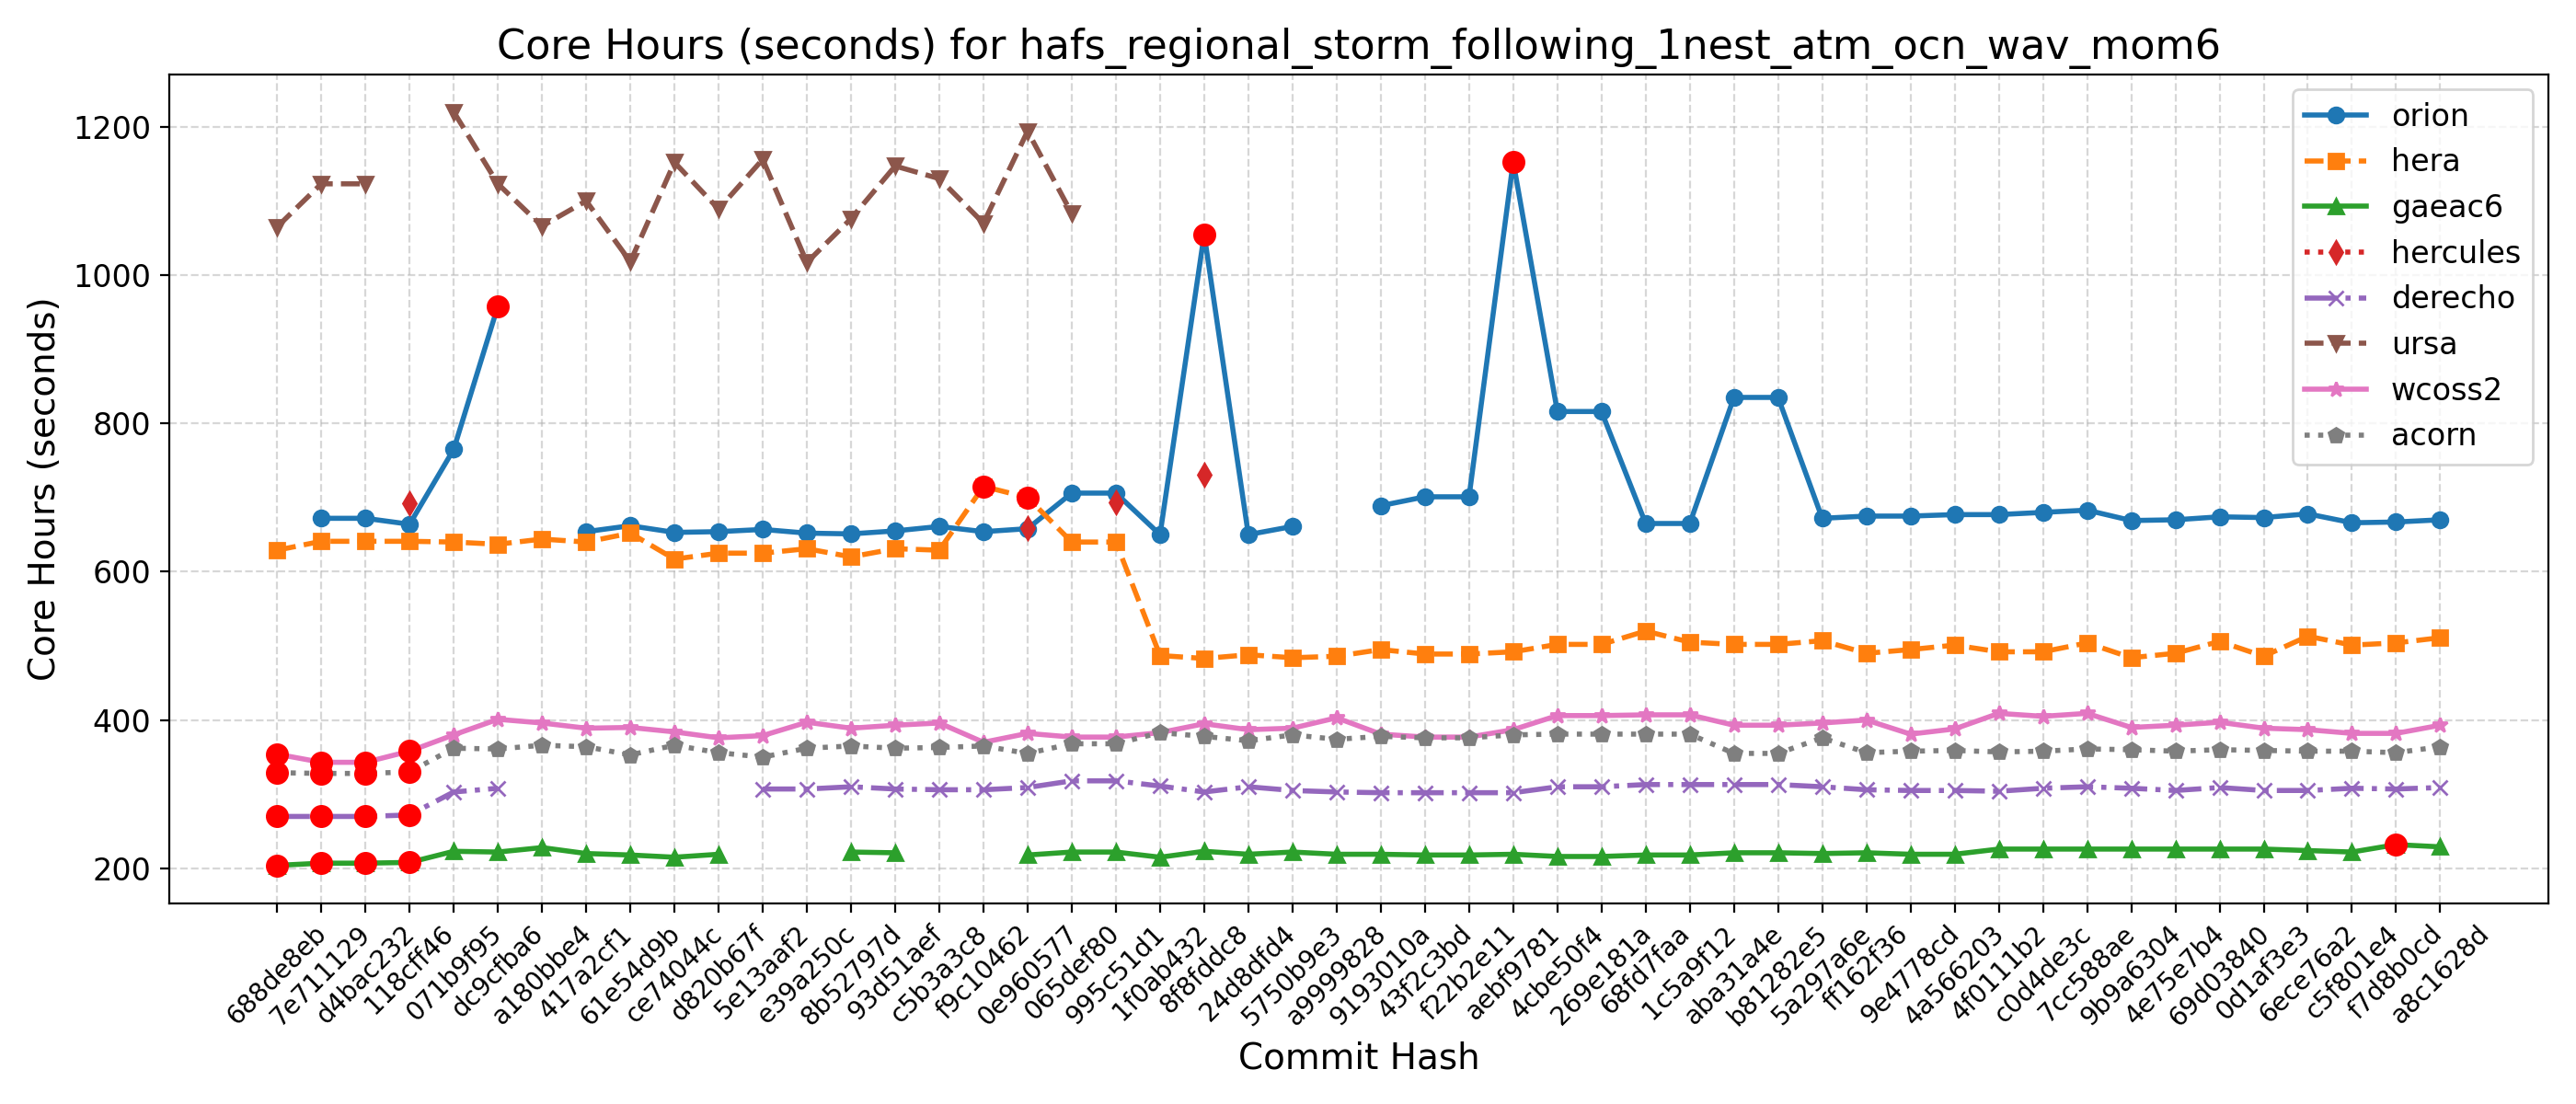 Core Hours (seconds) for hafs_regional_storm_following_1nest_atm_ocn_wav_mom6
Core Hours (seconds)
1200
1000
800
600
400
200
orion
hera
gaeac6
hercules
derecho
ursa
wcoss2
acorn
688de8eb
7e711129
d4bac232
118cff46
071b9f95
dc9cfba6
a180bbe4
417a2cf1
61e54d9b
ce74044c
d820b67f
5e13aaf2
e39a250c
8b52797d
93d51aef
c5b3a3c8
f9c10462
0e960577
065def80
995c51d1
1f0ab432
8f8fddc8
24d8dfd4
5750b9e3
a9999828
9193010a
43f2c3bd
f22b2e11
aebf9781
4cbe50f4
269e181a
68fd7faa
1c5a9f12
aba31a4e
b81282e5
5a297a6e
ff162f36
9e4778cd
4a566203
4f0111b2
c0d4de3c
7cc588ae
9b9a6304
4e75e7b4
69d03840
0d1af3e3
6ece76a2
c5f801e4
f7d8b0cd
a8c1628d
Commit Hash